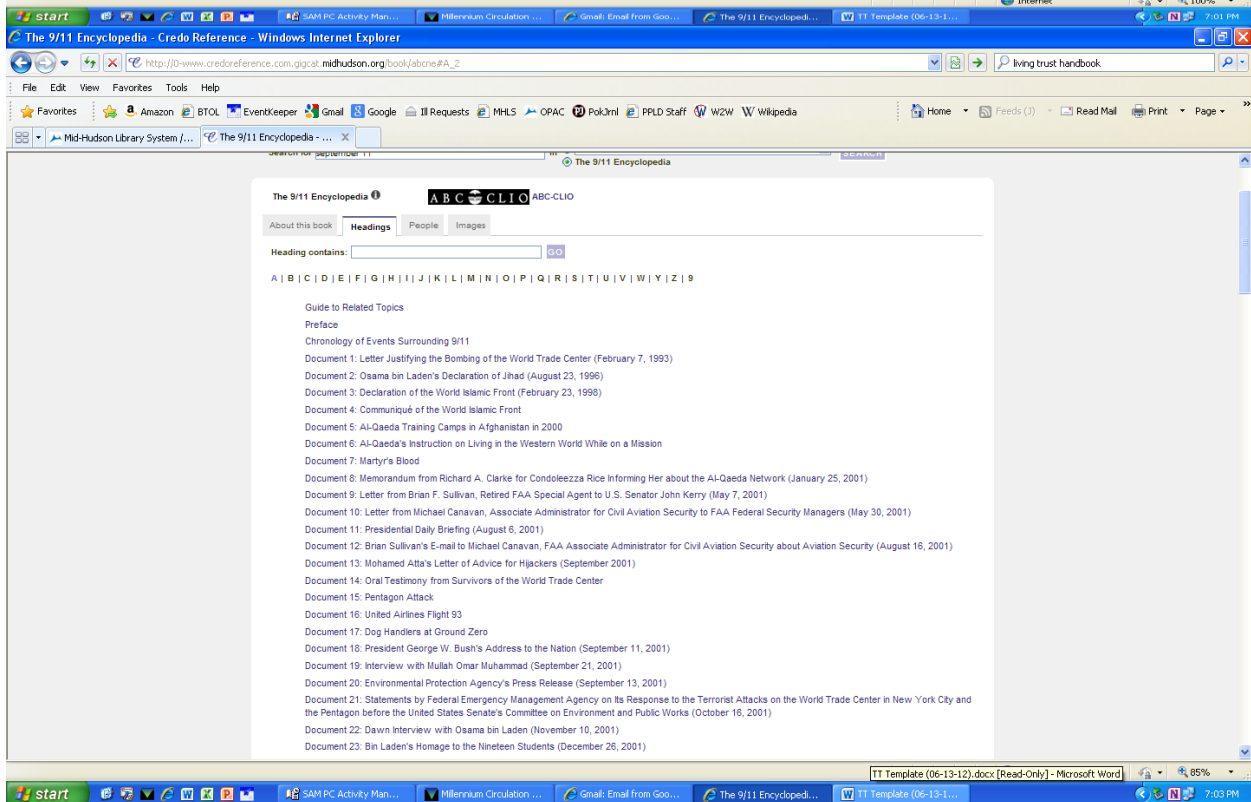 Internet
100%
start
SAM PC Activity Man...
Millennium Circulation ...
Gmail: Email from Goo...
The 9/11 Encyclopedi...
TT Template (06-13-1...
7:01 PM
The 9/11 Encyclopedia - Credo Reference - Windows Internet Explorer
http://0-www.credoreference.com.gigcat.midhudson.org/book/abcne#A_2
living trust handbook
File Edit View Favorites Tools Help
Favorites Amazon BTOL EventKeeper Gmail Google Ill Requests MHLS OPAC PokJrnl PPLD Staff W2W Wikipedia Home Feeds (J) Read Mail Print Page
Mid-Hudson Library System /... The 9/11 Encyclopedia - ... X
Search for september 11 in SEARCH
The 9/11 Encyclopedia
The 9/11 Encyclopedia ABC CLIO ABC-CLIO
About this book Headings People Images
Heading contains: GO
A | B | C | D | E | F | G | H | I | J | K | L | M | N | O | P | Q | R | S | T | U | V | W | Y | Z | 9
Guide to Related Topics
Preface
Chronology of Events Surrounding 9/11
Document 1: Letter Justifying the Bombing of the World Trade Center (February 7, 1993)
Document 2: Osama bin Laden's Declaration of Jihad (August 23, 1996)
Document 3: Declaration of the World Islamic Front (February 23, 1998)
Document 4: Communiqué of the World Islamic Front
Document 5: Al-Qaeda Training Camps in Afghanistan in 2000
Document 6: Al-Qaeda's Instruction on Living in the Western World While on a Mission
Document 7: Martyr's Blood
Document 8: Memorandum from Richard A. Clarke for Condoleezza Rice Informing Her about the Al-Qaeda Network (January 25, 2001)
Document 9: Letter from Brian F. Sullivan, Retired FAA Special Agent to U.S. Senator John Kerry (May 7, 2001)
Document 10: Letter from Michael Canavan, Associate Administrator for Civil Aviation Security to FAA Federal Security Managers (May 30, 2001)
Document 11: Presidential Daily Briefing (August 6, 2001)
Document 12: Brian Sullivan's E-mail to Michael Canavan, FAA Associate Administrator for Civil Aviation Security about Aviation Security (August 16, 2001)
Document 13: Mohamed Atta's Letter of Advice for Hijackers (September 2001)
Document 14: Oral Testimony from Survivors of the World Trade Center
Document 15: Pentagon Attack
Document 16: United Airlines Flight 93
Document 17: Dog Handlers at Ground Zero
Document 18: President George W. Bush's Address to the Nation (September 11, 2001)
Document 19: Interview with Mullah Omar Muhammad (September 21, 2001)
Document 20: Environmental Protection Agency's Press Release (September 13, 2001)
Document 21: Statements by Federal Emergency Management Agency on Its Response to the Terrorist Attacks on the World Trade Center in New York City and
the Pentagon before the United States Senate's Committee on Environment and Public Works (October 16, 2001)
Document 22: Dawn Interview with Osama bin Laden (November 10, 2001)
Document 23: Bin Laden's Homage to the Nineteen Students (December 26, 2001)
TT Template (06-13-12).docx [Read-Only] - Microsoft Word
85%
start
SAM PC Activity Man...
Millennium Circulation ...
Gmail: Email from Goo...
The 9/11 Encyclopedi...
TT Template (06-13-1...
7:03 PM